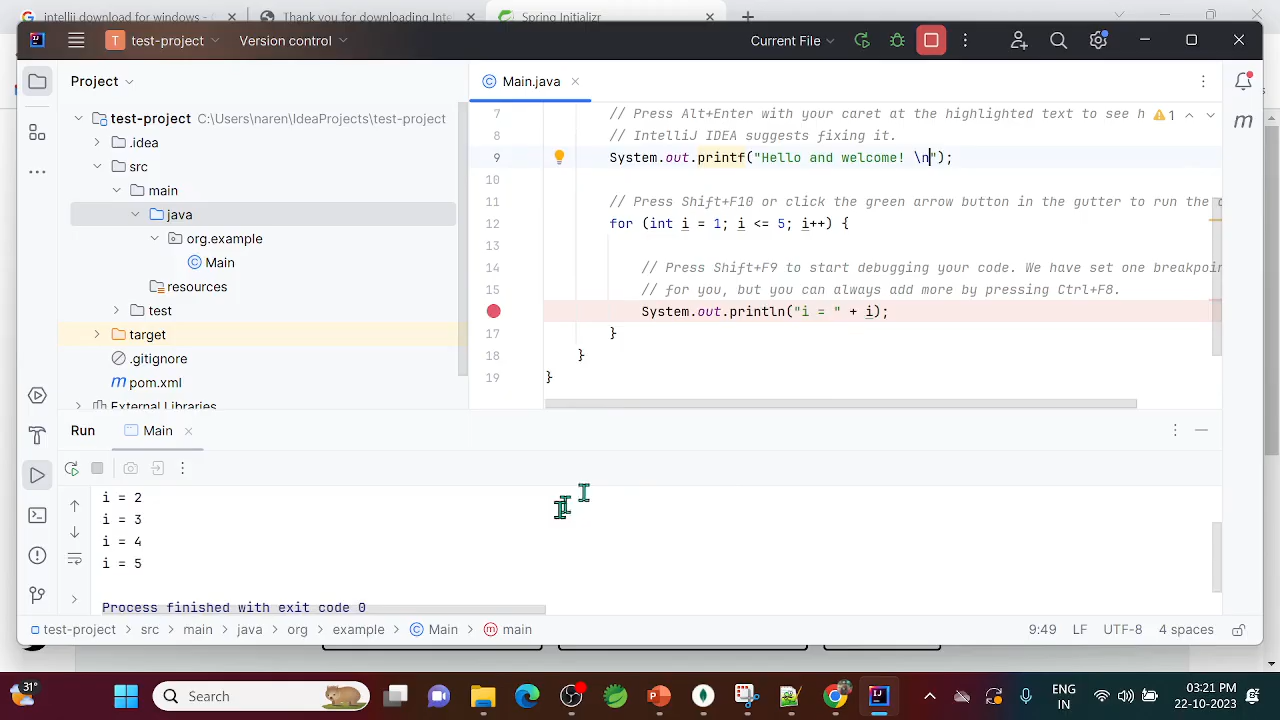 intellij download for windows - G
Thank you for downloading Intel
Spring Initializr
T test-project
Version control
Current File
Project
Main.java
test-project C:\Users\naren\IdeaProjects\test-project
.idea
src
main
java
org.example
Main
resources
test
target
.gitignore
pom.xml
External Libraries
7 // Press Alt+Enter with your caret at the highlighted text to see h
1
8 // IntelliJ IDEA suggests fixing it.
9 System.out.printf("Hello and welcome! \n");
10
11 // Press Shift+F10 or click the green arrow button in the gutter to run the
12 for (int i = 1; i <= 5; i++) {
13
14 // Press Shift+F9 to start debugging your code. We have set one breakpoin
15 // for you, but you can always add more by pressing Ctrl+F8.
System.out.println("i = " + i);
17 }
18 }
19 }
Run
Main
i = 2
i = 3
i = 4
i = 5
Process finished with exit code 0
test-project > src > main > java > org > example > Main > main
9:49 LF UTF-8 4 spaces
31°
Search
ENG
IN
03:21 PM
22-10-2023